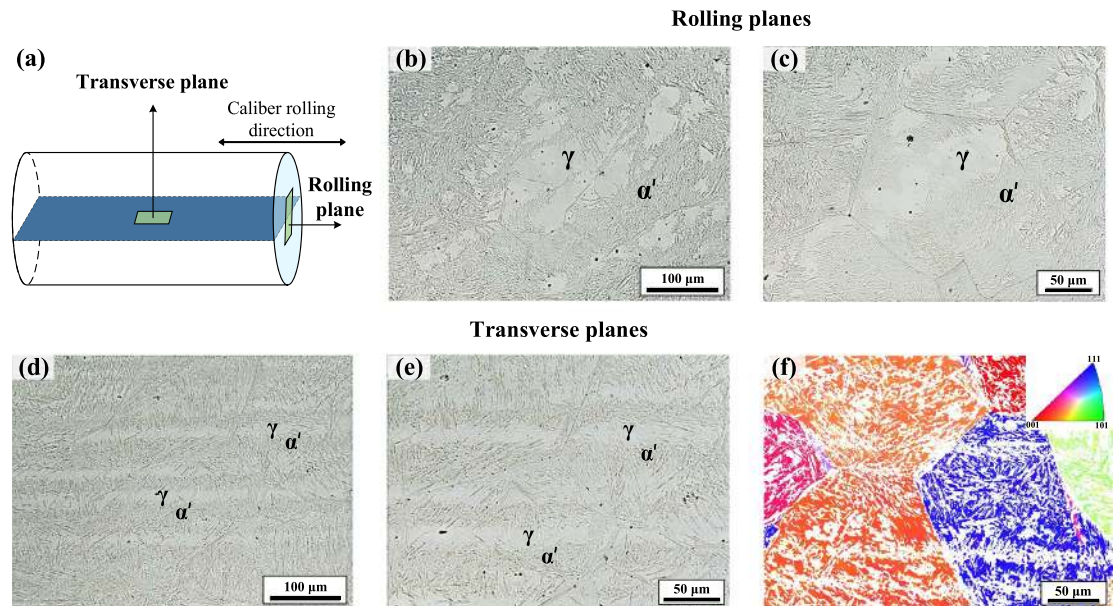 Rolling planes
(a)
Transverse plane
Caliber rolling
direction
Rolling
plane
(b)
γ
α'
100 μm
(c)
γ
α'
50 μm
Transverse planes
(d)
γ
α'
γ
α'
100 μm
(e)
γ
α'
γ
α'
50 μm
(f)
111
001
101
50 μm